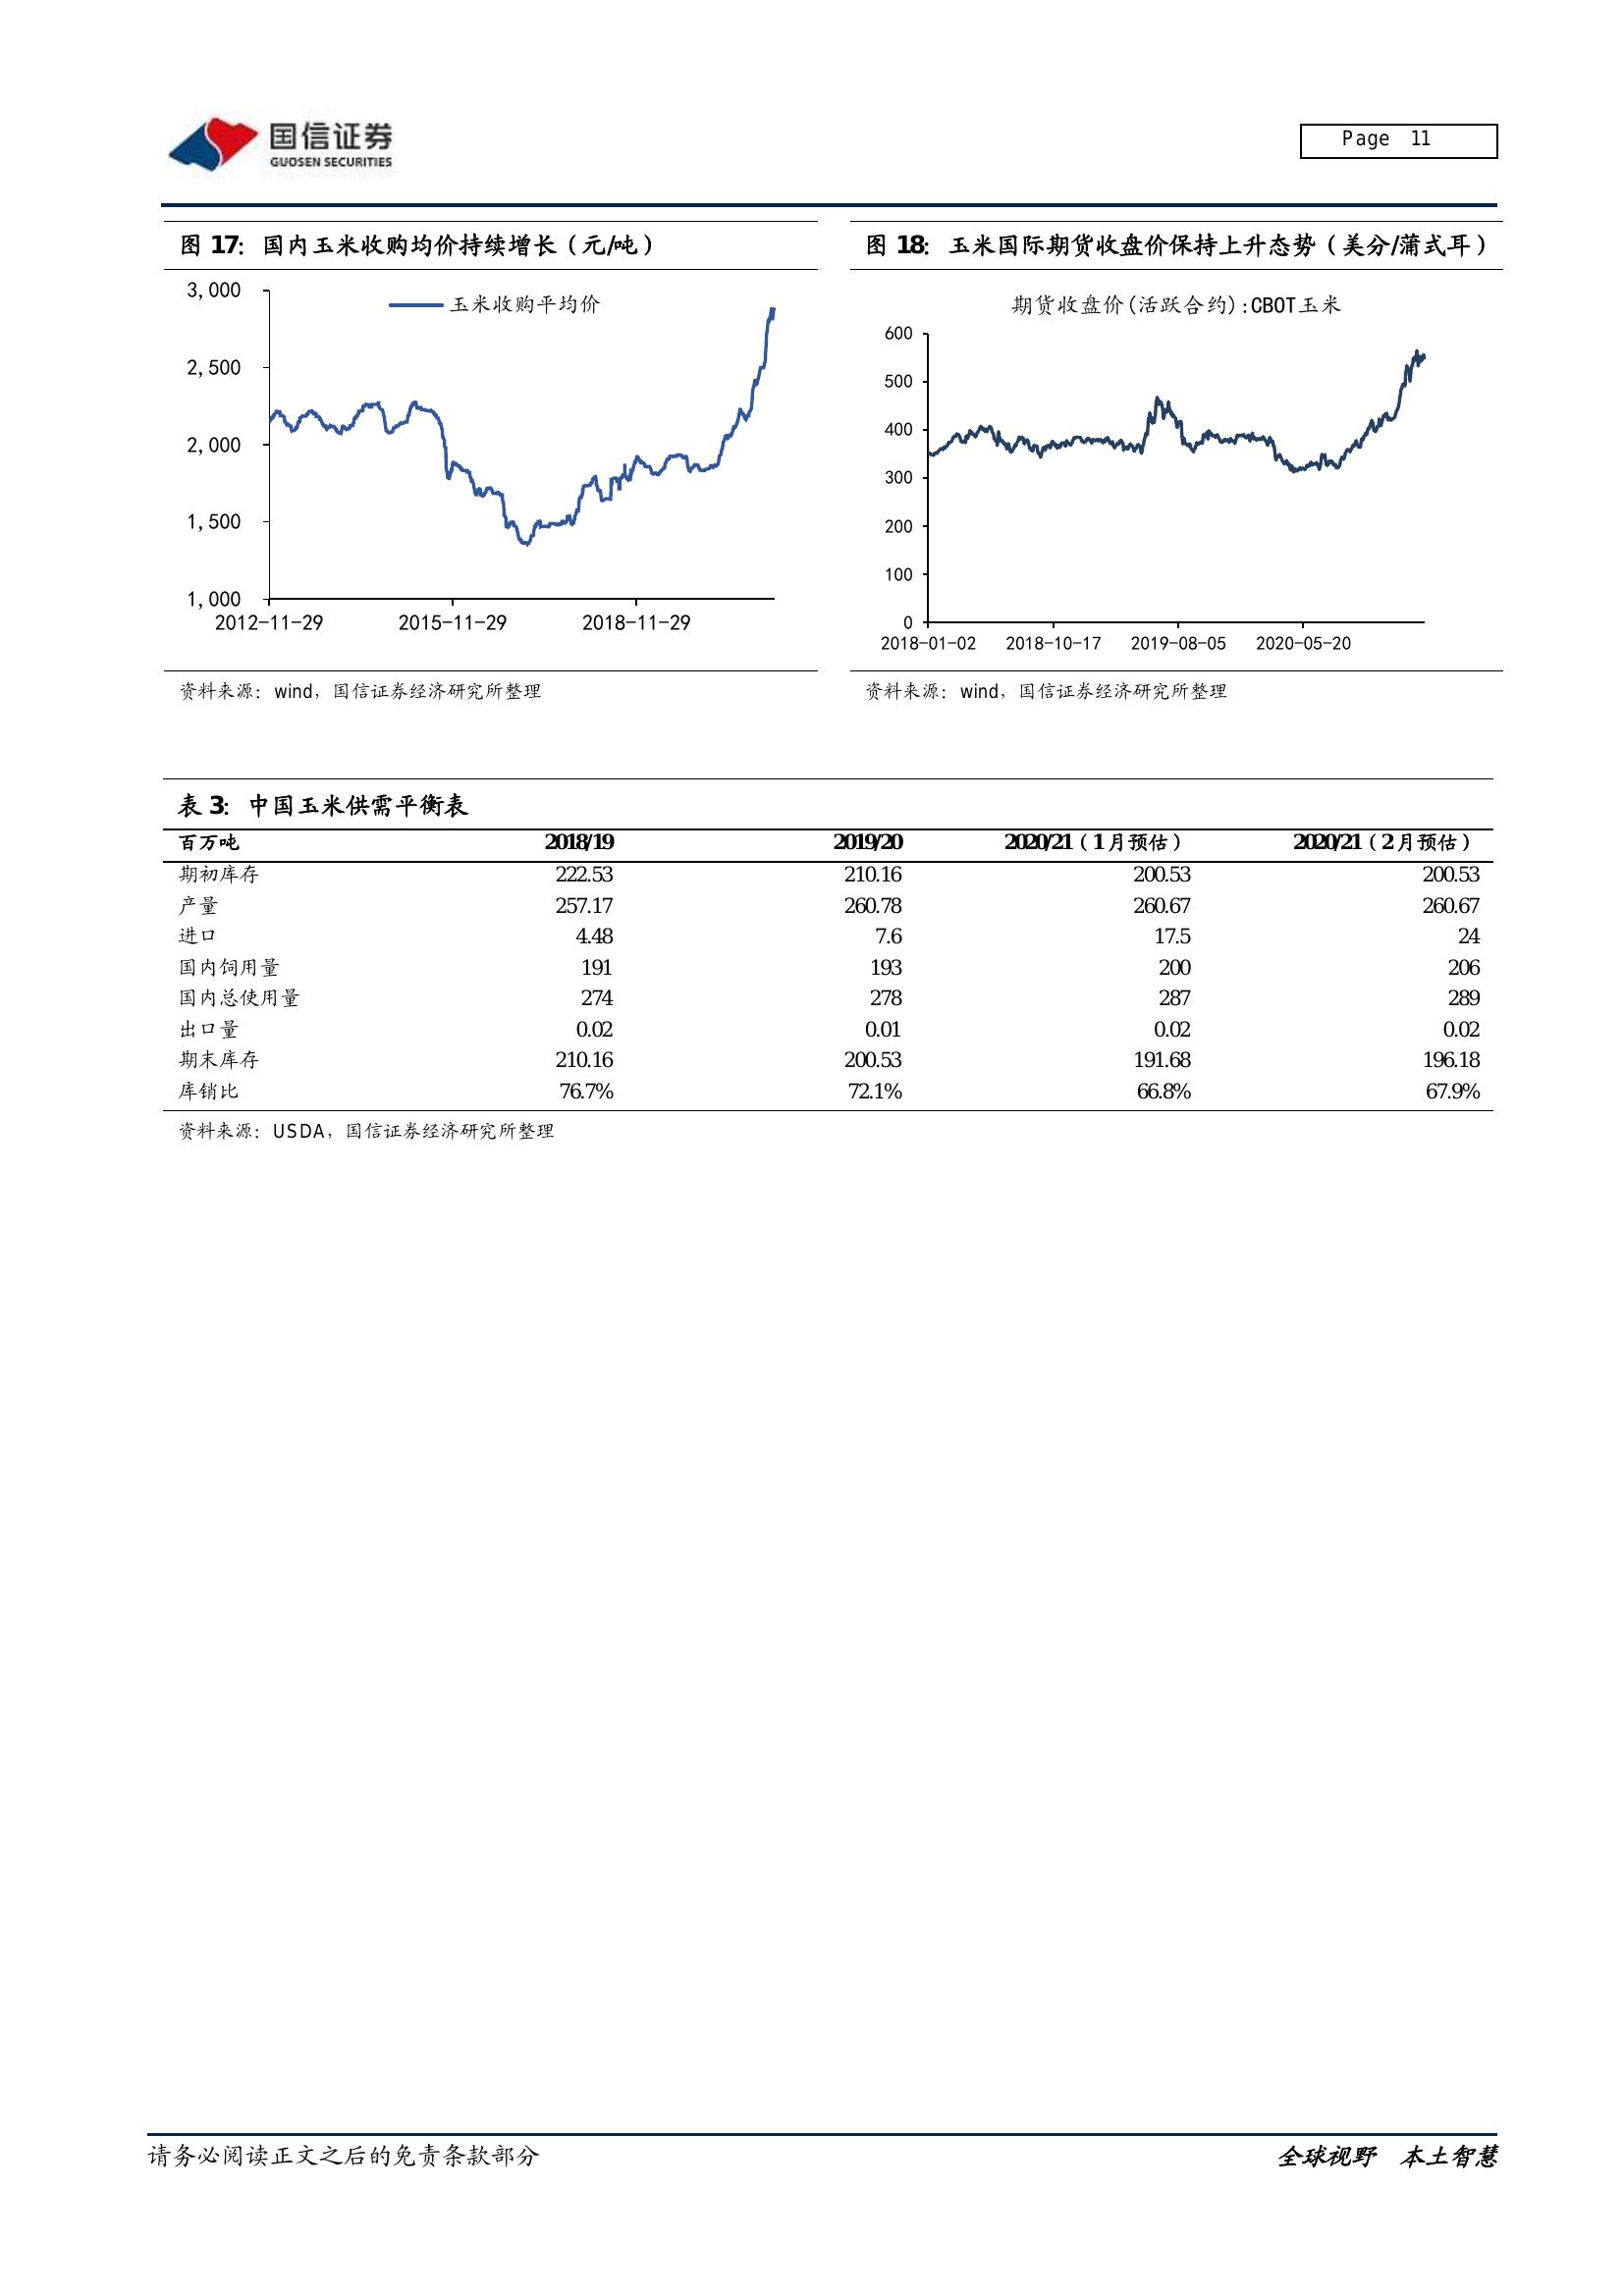 国信证券
GUOSEN SECURITIES
Page 11
图 17: 国内玉米收购均价持续增长（元/吨）
3,000
2,500
2,000
1,500
1,000
玉米收购平均价
2012-11-29 2015-11-29 2018-11-29
资料来源: wind, 国信证券经济研究所整理
图 18: 玉米国际期货收盘价保持上升态势（美分/蒲式耳）
期货收盘价(活跃合约):CBOT玉米
600
500
400
300
200
100
0
2018-01-02 2018-10-17 2019-08-05 2020-05-20
资料来源: wind, 国信证券经济研究所整理
表 3: 中国玉米供需平衡表
百万吨 2018/19 2019/20 2020/21（1 月预估） 2020/21（2 月预估）
期初库存 222.53 210.16 200.53 200.53
产量 257.17 260.78 260.67 260.67
进口 4.48 7.6 17.5 24
国内饲用量 191 193 200 206
国内总使用量 274 278 287 289
出口量 0.02 0.01 0.02 0.02
期末库存 210.16 200.53 191.68 196.18
库销比 76.7% 72.1% 66.8% 67.9%
资料来源: USDA, 国信证券经济研究所整理
请务必阅读正文之后的免责条款部分
全球视野 本土智慧